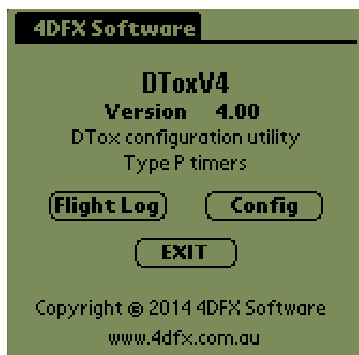 4DFX Software
DToxV4
Version 4.00
DTox configuration utility
Type P timers
Flight Log Config
EXIT
Copyright © 2014 4DFX Software
www.4dfx.com.au